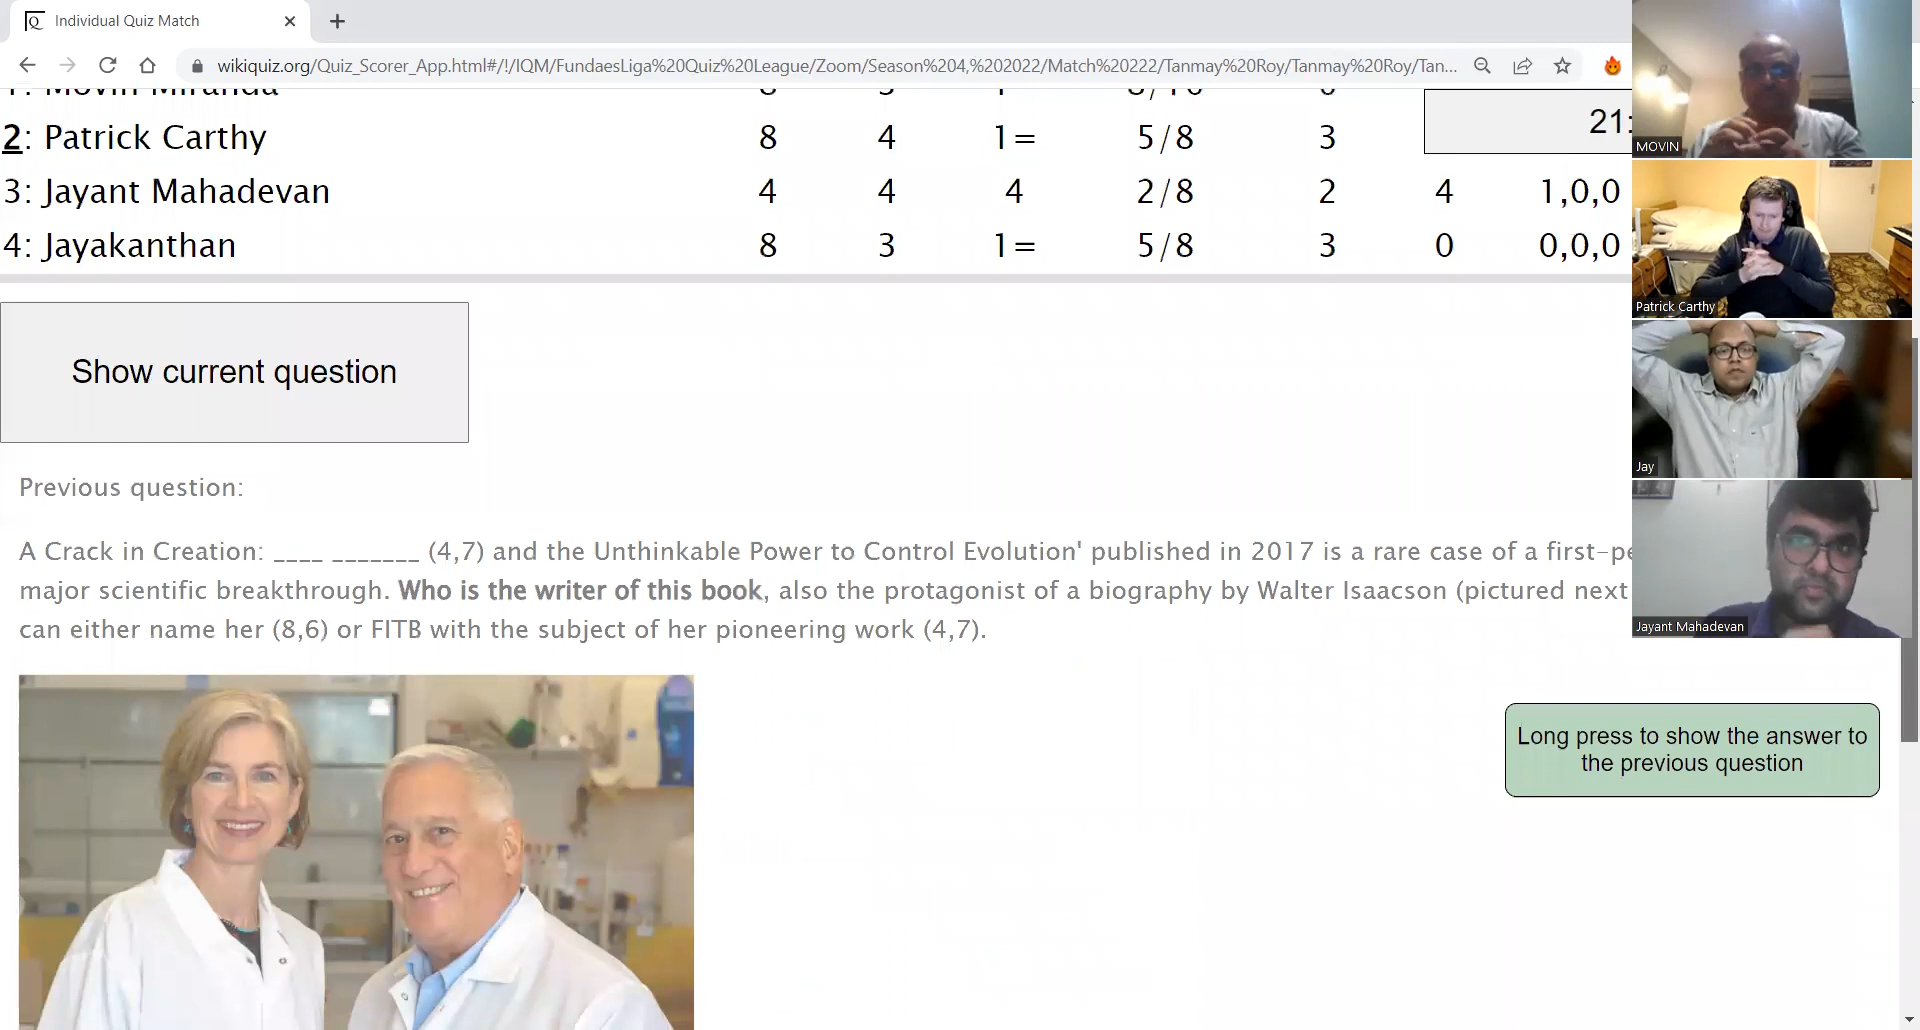 Individual Quiz Match
wikiquiz.org/Quiz_Scorer_App.html#/!/IQM/FundaesLiga%20Quiz%20League/Zoom/Season%204,%202022/Match%20222/Tanmay%20Roy/Tanmay%20Roy/Tan...
1: Movin Miranda
2: Patrick Carthy 8 4 1= 5/8 3 21:
3: Jayant Mahadevan 4 4 4 2/8 2 4 1,0,0
4: Jayakanthan 8 3 1= 5/8 3 0 0,0,0
Show current question
Previous question:
A Crack in Creation: ____ _______ (4,7) and the Unthinkable Power to Control Evolution' published in 2017 is a rare case of a first-pe
major scientific breakthrough. Who is the writer of this book, also the protagonist of a biography by Walter Isaacson (pictured next
can either name her (8,6) or FITB with the subject of her pioneering work (4,7).
Long press to show the answer to
the previous question
MOVIN
Patrick Carthy
Jay
Jayant Mahadevan